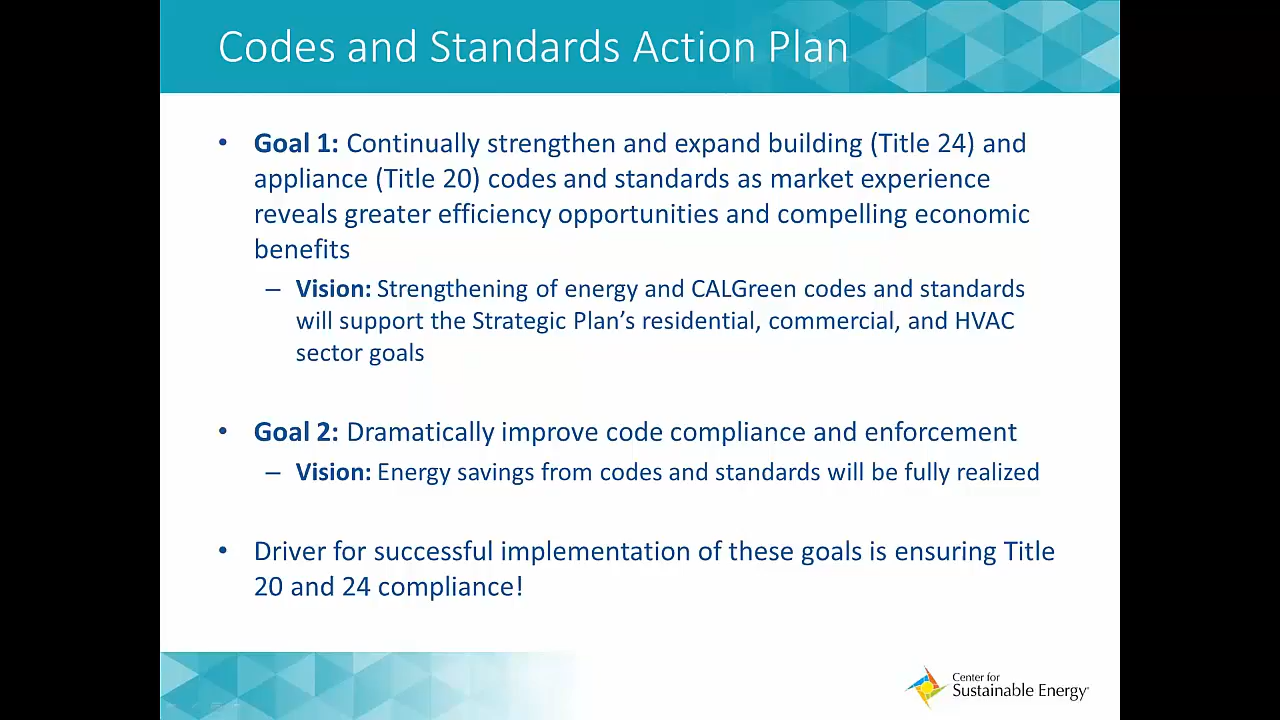 Codes and Standards Action Plan
• Goal 1: Continually strengthen and expand building (Title 24) and
appliance (Title 20) codes and standards as market experience
reveals greater efficiency opportunities and compelling economic
benefits
– Vision: Strengthening of energy and CALGreen codes and standards
will support the Strategic Plan’s residential, commercial, and HVAC
sector goals
• Goal 2: Dramatically improve code compliance and enforcement
– Vision: Energy savings from codes and standards will be fully realized
• Driver for successful implementation of these goals is ensuring Title
20 and 24 compliance!
Center for
Sustainable Energy